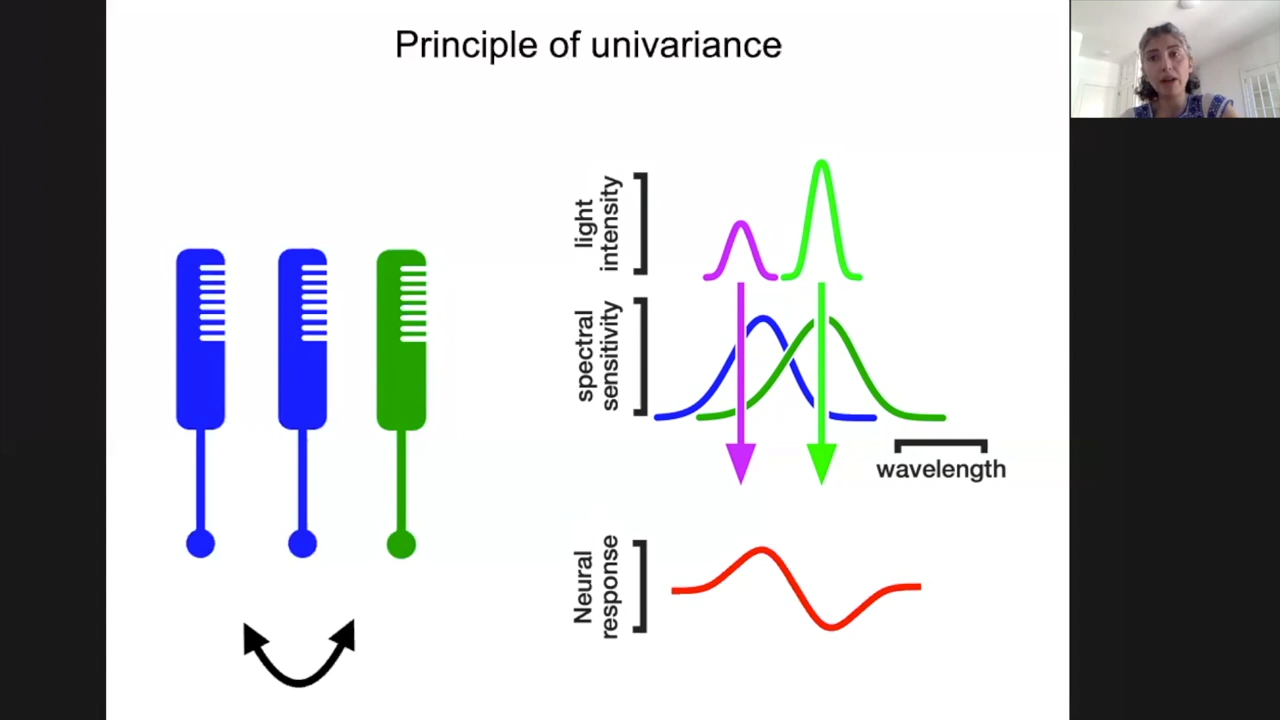 Principle of univariance
light
intensity
spectral
sensitivity
wavelength
Neural
response